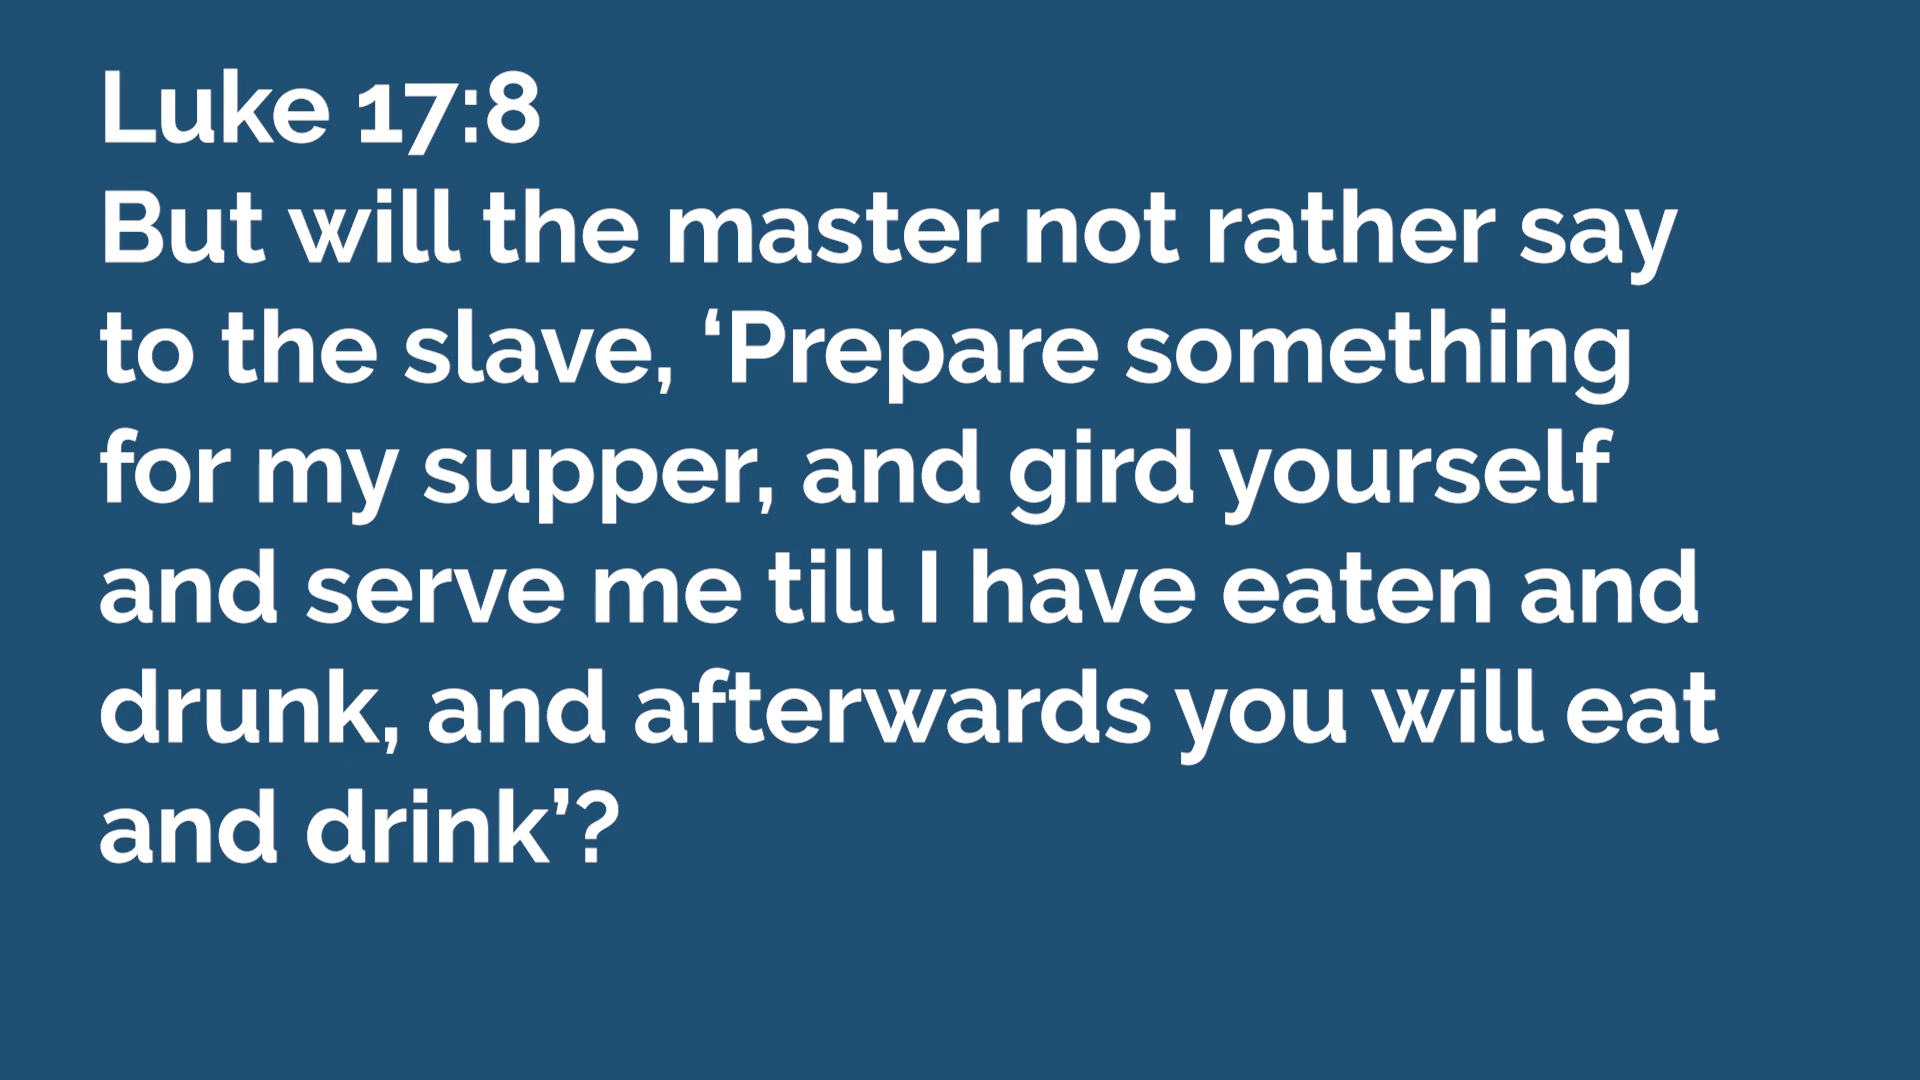 Luke 17:8
But will the master not rather say
to the slave, ‘Prepare something
for my supper, and gird yourself
and serve me till I have eaten and
drunk, and afterwards you will eat
and drink’?